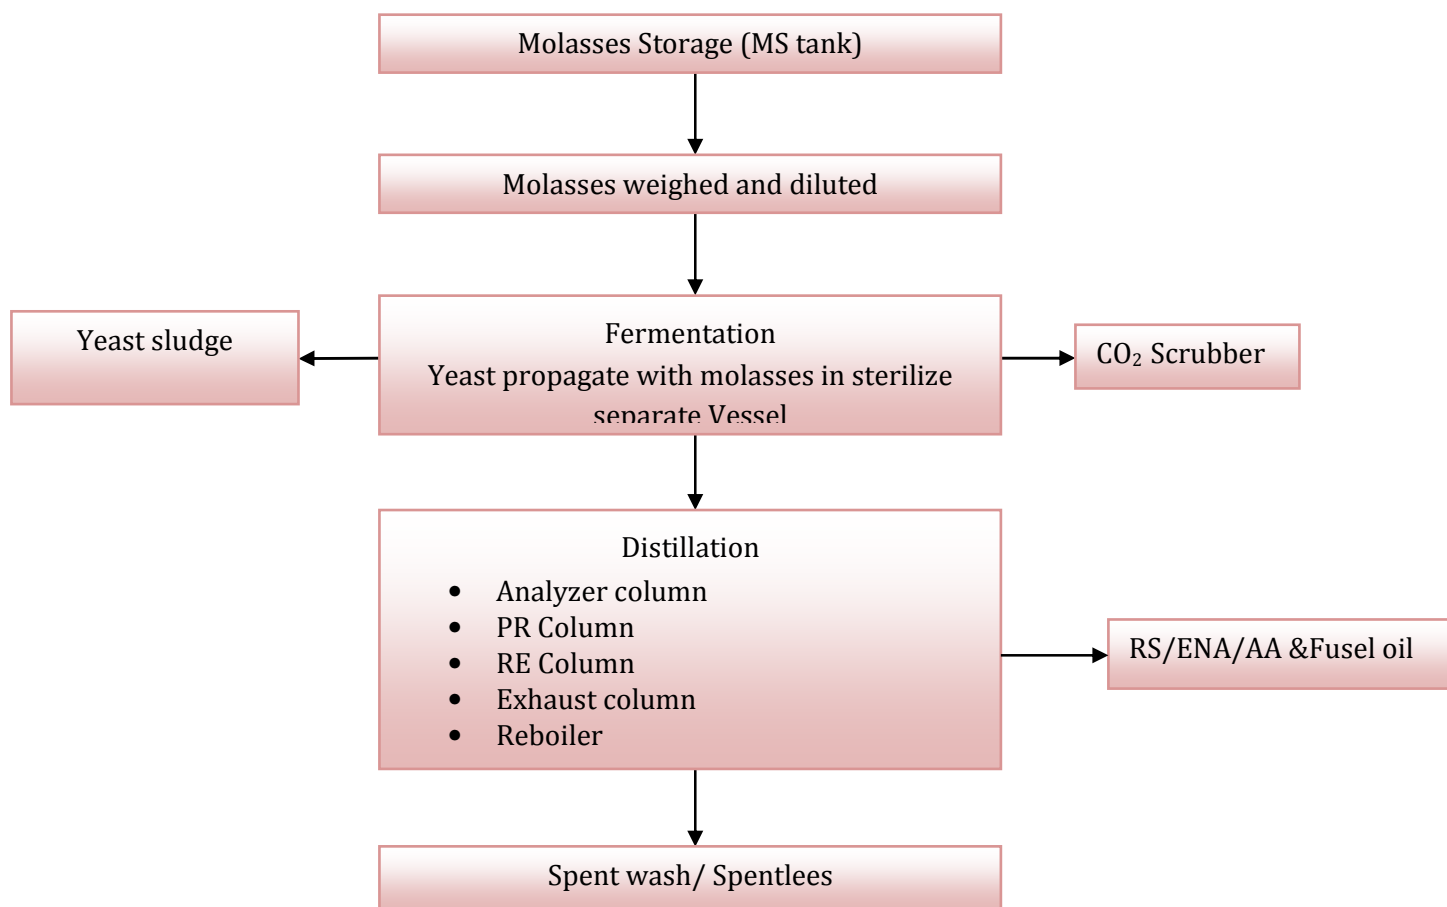 Molasses Storage (MS tank)
Molasses weighed and diluted
Yeast sludge
Fermentation
Yeast propagate with molasses in sterilize
separate Vessel
CO₂ Scrubber
Distillation
• Analyzer column
• PR Column
• RE Column
• Exhaust column
• Reboiler
RS/ENA/AA &Fusel oil
Spent wash/ Spentlees